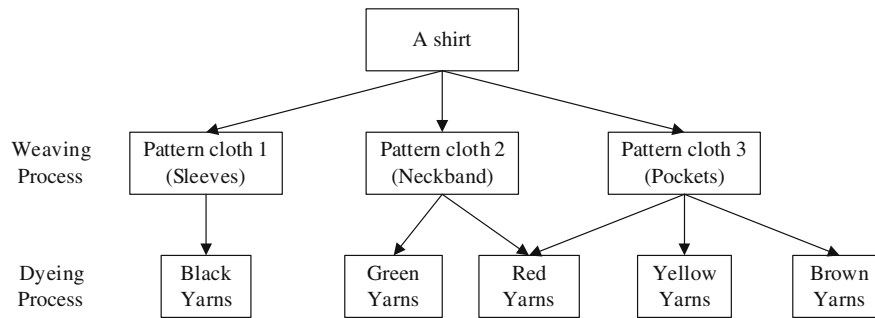 A shirt
Weaving
Process
Pattern cloth 1
(Sleeves)
Pattern cloth 2
(Neckband)
Pattern cloth 3
(Pockets)
Dyeing
Process
Black
Yarns
Green
Yarns
Red
Yarns
Yellow
Yarns
Brown
Yarns